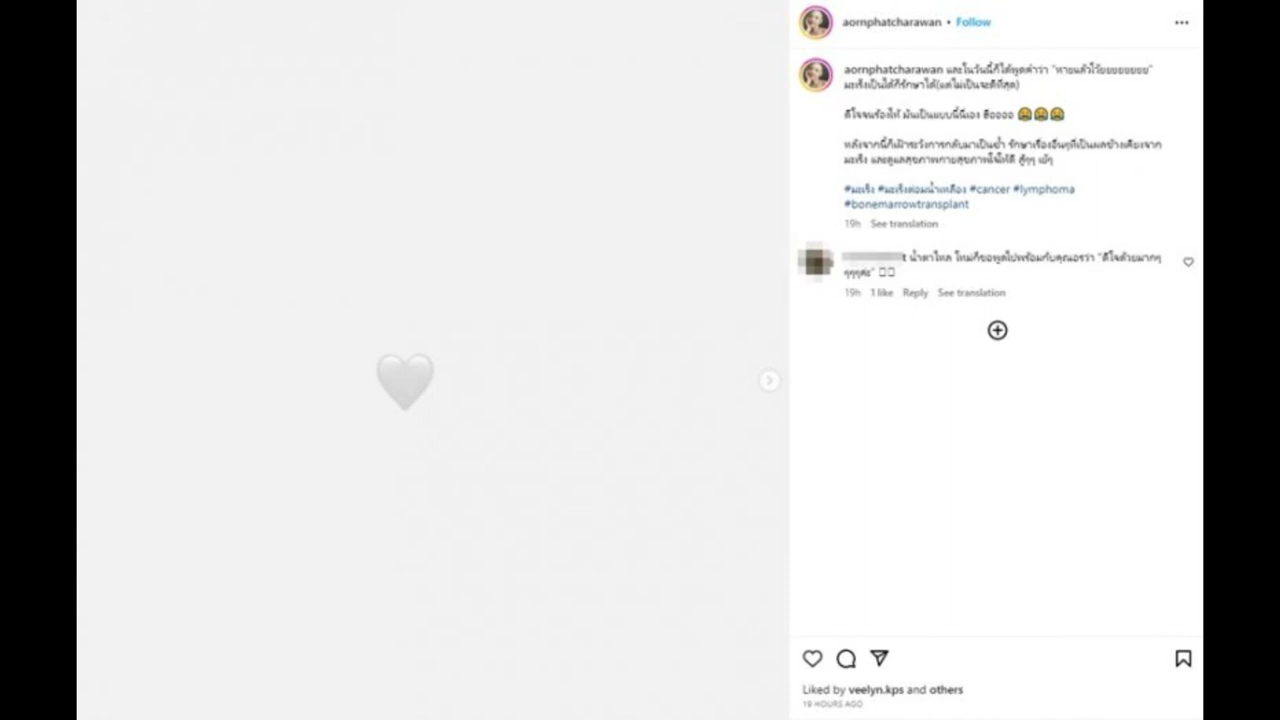 aornphatcharawan • Follow
aornphatcharawan และในวันนี้ก็ได้พูดคำว่า "หายแล้วโว้ยยยยยยยย"
มะเร็งเป็นได้ก็รักษาได้(แต่ไม่เป็นจะดีที่สุด)
ดีใจจนร้องไห้ มันเป็นแบบนี้นี่เอง ฮืออออ 😫😫😫
หลังจากนี้ก็เฝ้าระวังการกลับมาเป็นซ้ำ รักษาเรื่องอื่นๆที่เป็นผลข้างเคียงจาก
มะเร็ง และดูแลสุขภาพกายสุขภาพใจให้ดี สู้ๆๆ เย้ๆ
#มะเร็ง #มะเร็งต่อมน้ำเหลือง #cancer #lymphoma
#bonemarrowtransplant
19h See translation
t น้ำตาไหล โหมก็ขอพูดไปพร้อมกับคุณอรว่า "ดีใจด้วยมากๆ
ๆๆๆๆค่ะ"
19h 1 like Reply See translation
Liked by veelyn.kps and others
19 HOURS AGO